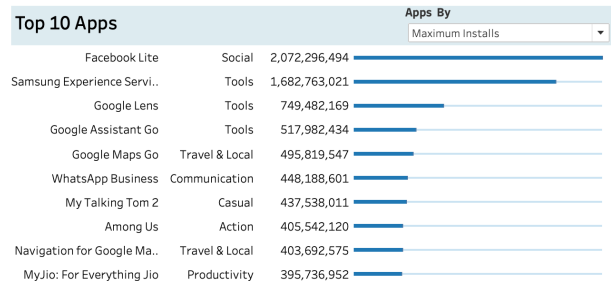 Top 10 Apps
Apps By
Maximum Installs
Facebook Lite Social 2,072,296,494
Samsung Experience Servi.. Tools 1,682,763,021
Google Lens Tools 749,482,169
Google Assistant Go Tools 517,982,434
Google Maps Go Travel & Local 495,819,547
WhatsApp Business Communication 448,188,601
My Talking Tom 2 Casual 437,538,011
Among Us Action 405,542,120
Navigation for Google Ma.. Travel & Local 403,692,575
MyJio: For Everything Jio Productivity 395,736,952